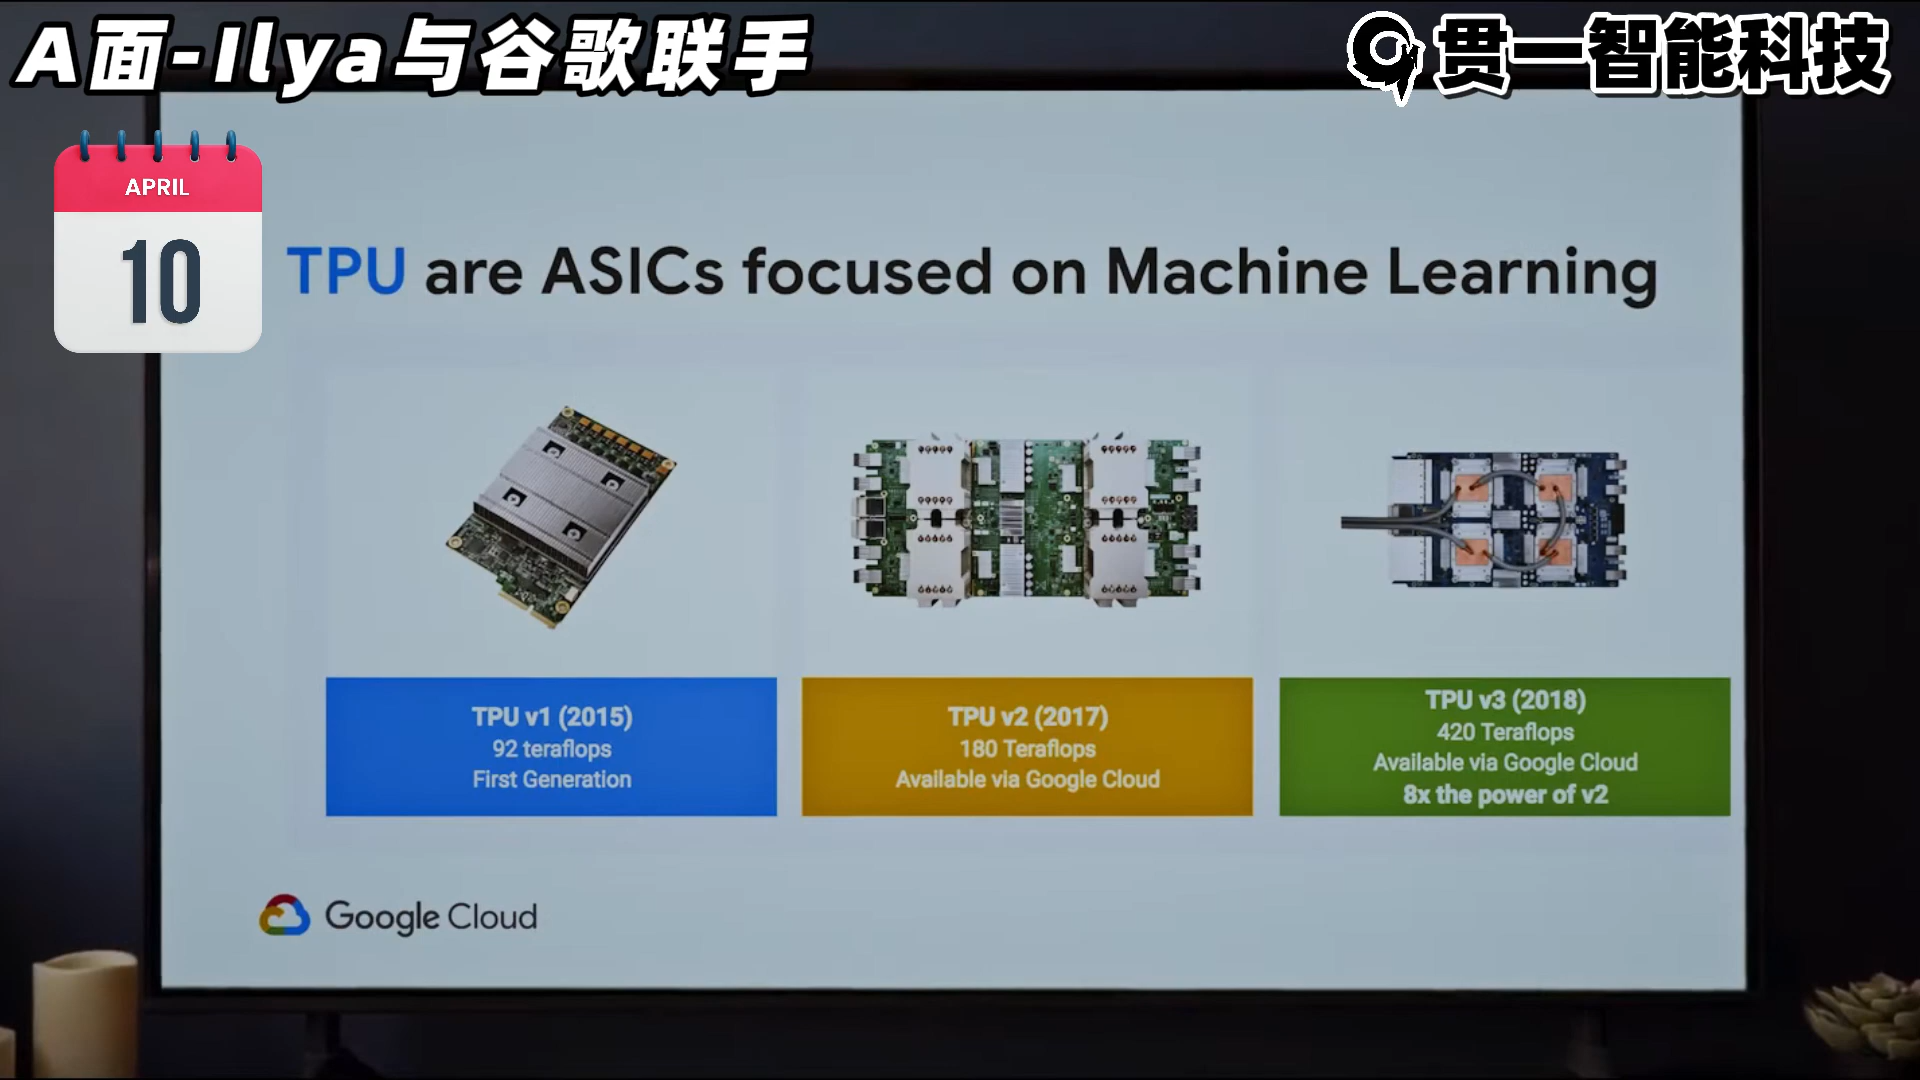 A面-Ilya与谷歌联手
贯一智能科技
APRIL
10
TPU are ASICs focused on Machine Learning
TPU v1 (2015)
92 teraflops
First Generation
TPU v2 (2017)
180 Teraflops
Available via Google Cloud
TPU v3 (2018)
420 Teraflops
Available via Google Cloud
8x the power of v2
Google Cloud